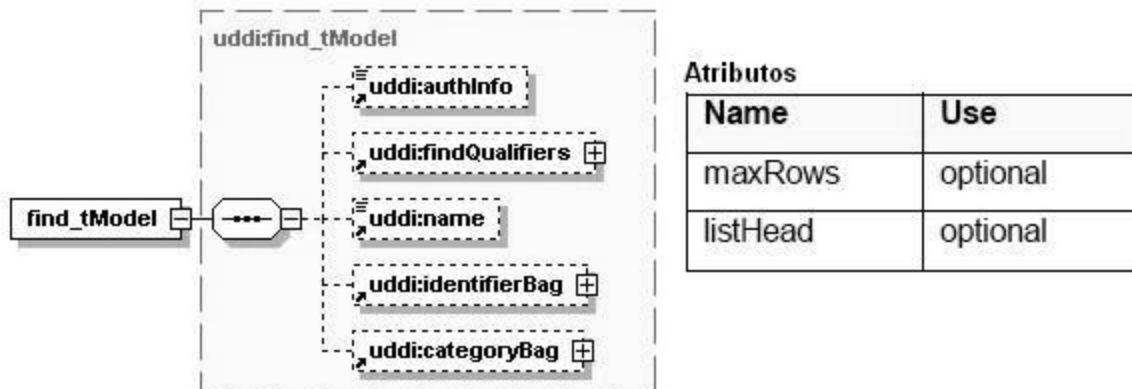 uddi:find_tModel
uddi:authInfo
uddi:findQualifiers
find_tModel
uddi:name
uddi:identifierBag
uddi:categoryBag
Atributos
Name Use
maxRows optional
listHead optional